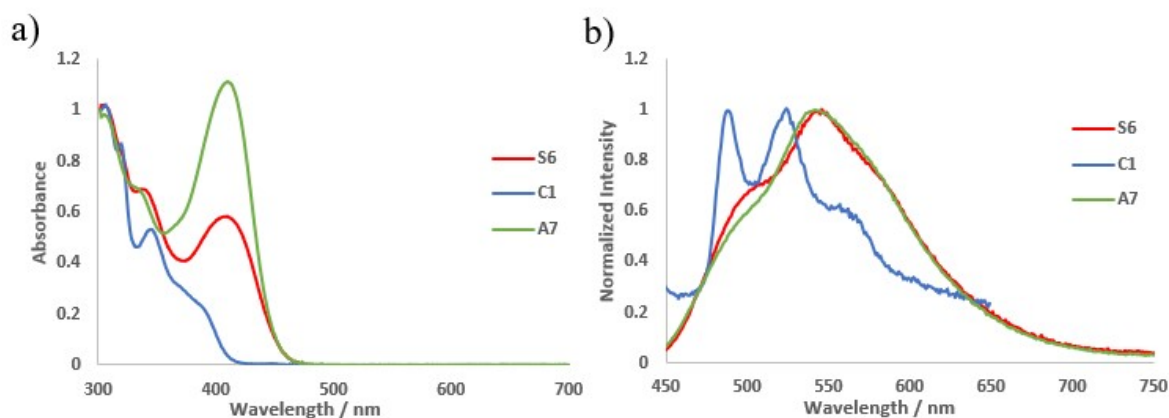 a)
1.2
1
0.8
0.6
0.4
0.2
0
Absorbance
300 400 500 600 700
Wavelength / nm
S6
C1
A7
b)
1.2
1
0.8
0.6
0.4
0.2
0
Normalized Intensity
450 500 550 600 650 700 750
Wavelength / nm
S6
C1
A7